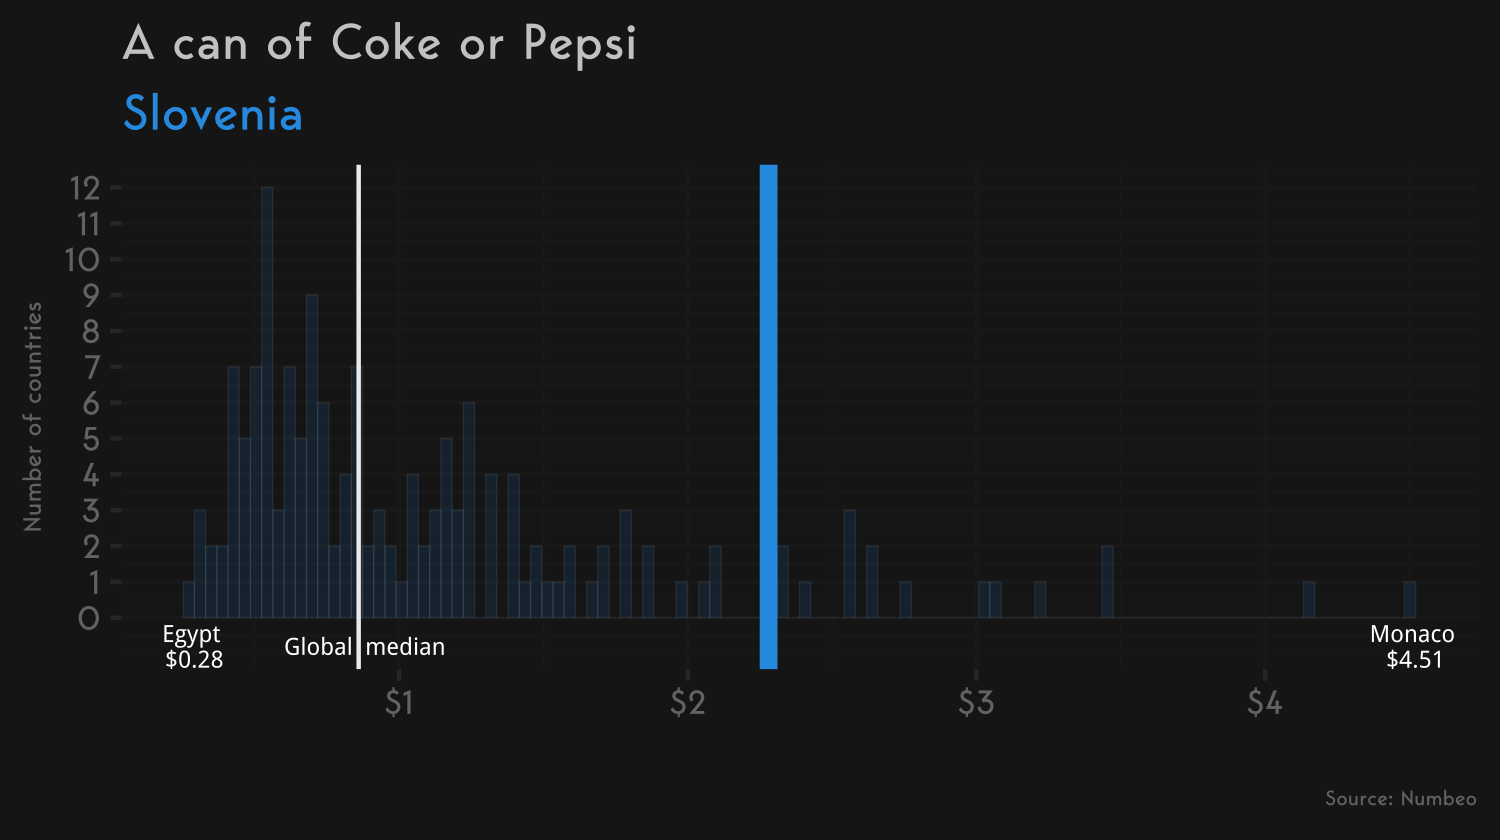 A can of Coke or Pepsi
Slovenia
Number of countries
12
11
10
9
8
7
6
5
4
3
2
1
0
Egypt
$0.28
Global median
Monaco
$4.51
$1 $2 $3 $4
Source: Numbeo